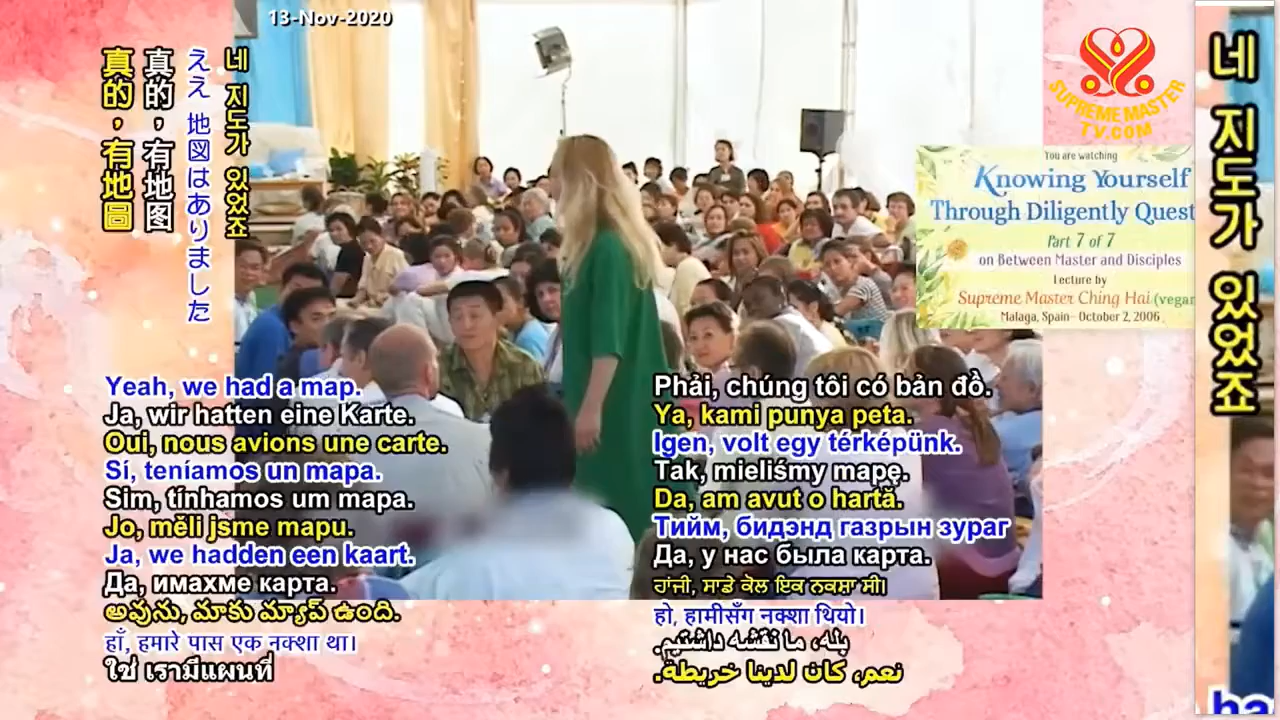 13-Nov-2020
네 지도가 있었죠
ええ 地図はありました
真的，有地图
真的，有地圖
SUPREME MASTER
TV.COM
You are watching
Knowing Yourself
Through Diligently Quest
Part 7 of 7
on Between Master and Disciples
Lecture by
Supreme Master Ching Hai (vegan
Malaga, Spain– October 2, 2006
Yeah, we had a map.
Ja, wir hatten eine Karte.
Oui, nous avions une carte.
Sí, teníamos un mapa.
Sim, tínhamos um mapa.
Jo, měli jsme mapu.
Ja, we hadden een kaart.
Да, имахме карта.
అవును, మాకు మ్యాప్ ఉంది.
हाँ, हमारे पास एक नक्शा था।
ใช่ เรามีแผนที่
Phải, chúng tôi có bản đồ.
Ya, kami punya peta.
Igen, volt egy térképünk.
Tak, mieliśmy mapę.
Da, am avut o hartă.
Тийм, бидэнд газрын зураг
Да, у нас была карта.
ਹਾਂਜੀ, ਸਾਡੇ ਕੋਲ ਇਕ ਨਕਸ਼ਾ ਸੀ।
हो, हामीसँग नक्शा थियो।
بله، ما نقشه داشتیم.
نعم، كان لدينا خريطة.
네 지도가 있었죠
ha